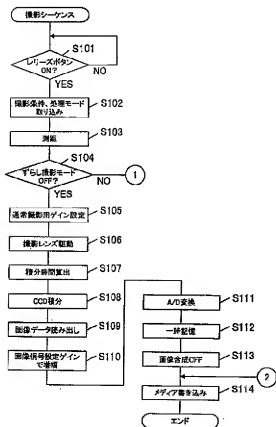 撮影シーケンス
S101
レリーズボタン
ON?
NO
YES
S102
撮影条件、処理モード
取り込み
S103
測距
S104
ずらし撮影モード
OFF?
NO
1
YES
S105
通常撮影用ゲイン設定
S106
撮影レンズ駆動
S107
積分時間算出
S108
CCD積分
S109
画像データ読み出し
S110
画像信号設定ゲイン
で増幅
S111
A/D変換
S112
一時記憶
S113
画像合成OFF
2
S114
メディア書き込み
エンド